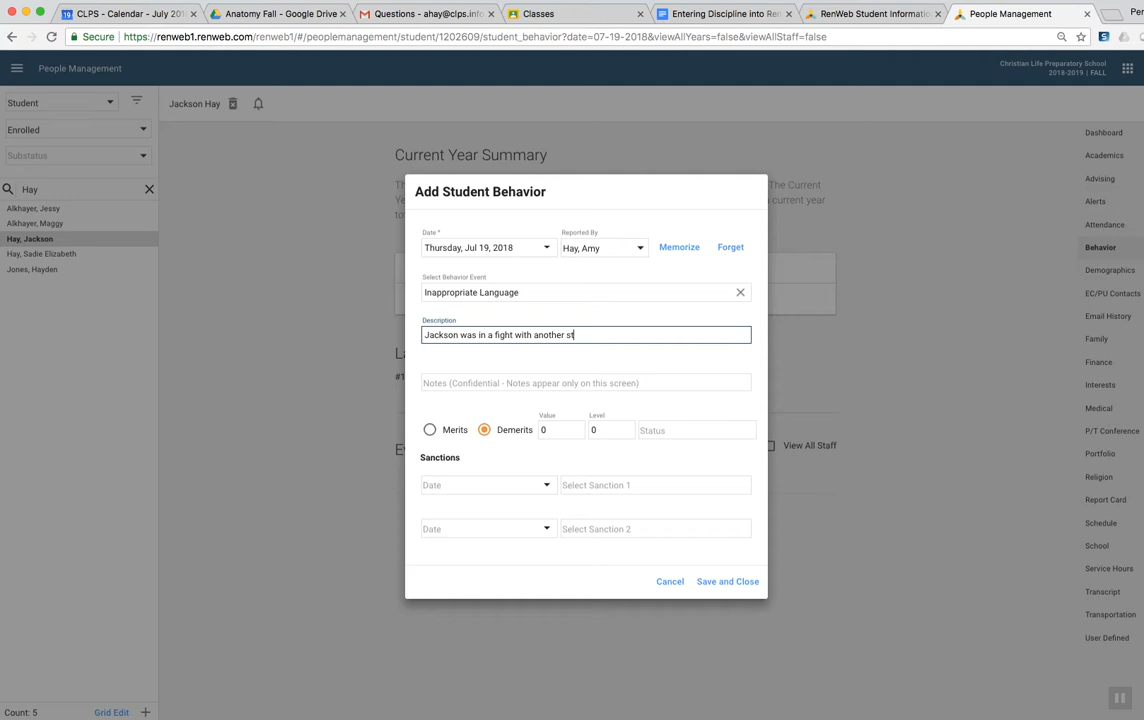 CLPS - Calendar - July 201
Anatomy Fall - Google Drive
Questions - ahay@clps.info
Classes
Entering Discipline into Ren
RenWeb Student Informatio
People Management
Secure
https://renweb1.renweb.com/renweb1/#/peoplemanagement/student/1202609/student_behavior?date=07-19-2018&viewAllYears=false&viewAllStaff=false
People Management
Christian Life Preparatory School
2018-2019 | FALL
Student
Enrolled
Substatus
Hay
Alkhayer, Jessy
Alkhayer, Maggy
Hay, Jackson
Hay, Sadie Elizabeth
Jones, Hayden
Count: 5
Grid Edit
Jackson Hay
Current Year Summary
The Current
current year
View All Staff
Add Student Behavior
Date *
Thursday, Jul 19, 2018
Reported By
Hay, Amy
Memorize
Forget
Select Behavior Event
Inappropriate Language
Description
Jackson was in a fight with another st
Notes (Confidential - Notes appear only on this screen)
Merits
Demerits
Value
0
Level
0
Status
Sanctions
Date
Select Sanction 1
Date
Select Sanction 2
Cancel
Save and Close
Dashboard
Academics
Advising
Alerts
Attendance
Behavior
Demographics
EC/PU Contacts
Email History
Family
Finance
Interests
Medical
P/T Conference
Portfolio
Religion
Report Card
Schedule
School
Service Hours
Transcript
Transportation
User Defined